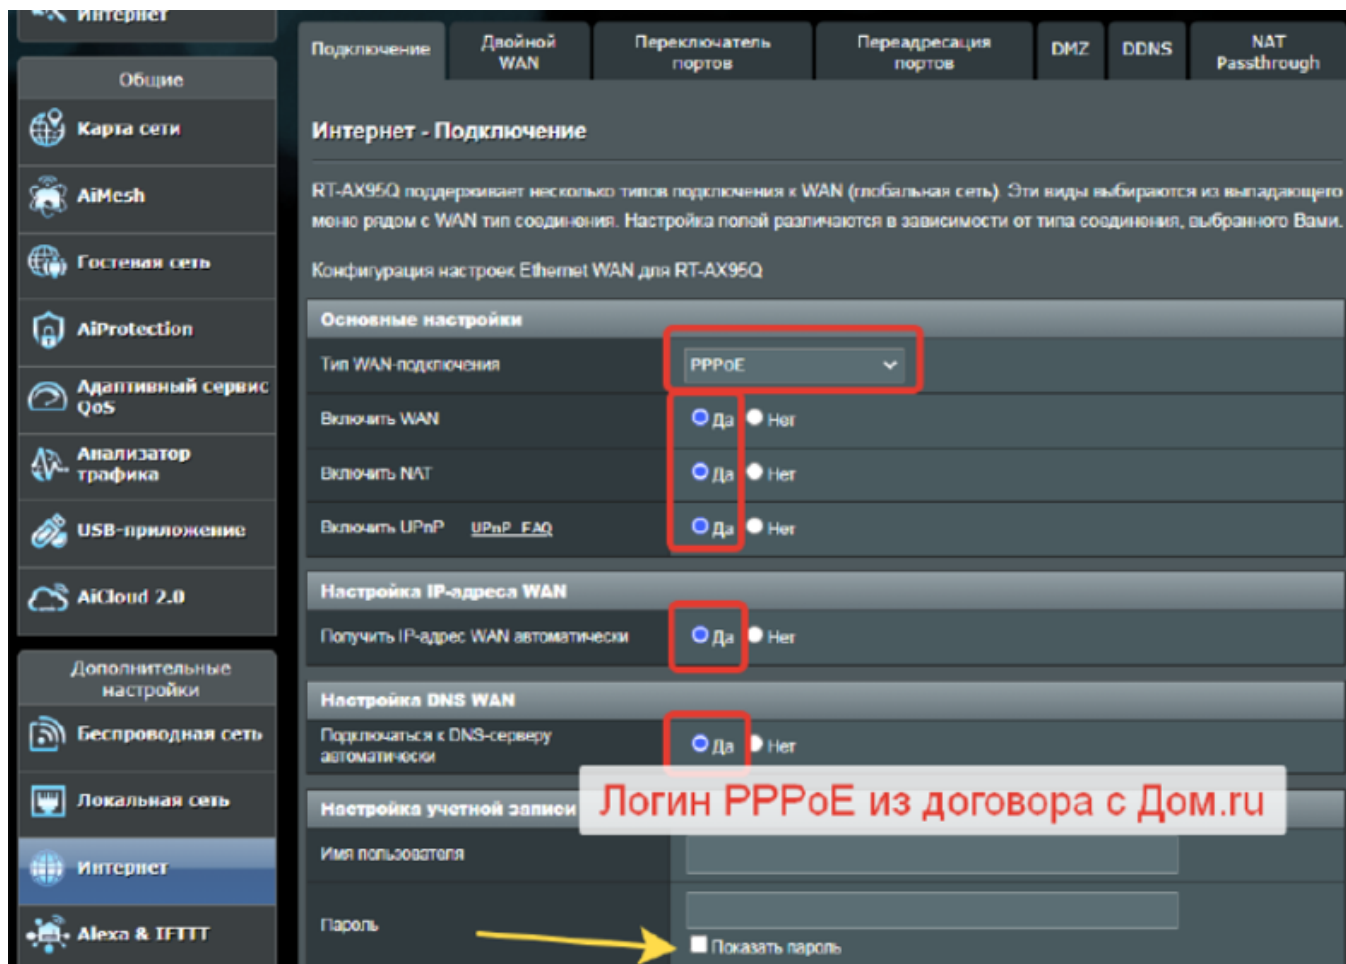 Интернет
Общие
Карта сети
AiMesh
Гостевая сеть
AiProtection
Адаптивный сервис
QoS
Анализатор
трафика
USB-приложение
AiCloud 2.0
Дополнительные
настройки
Беспроводная сеть
Локальная сеть
Интернет
Alexa & IFTTT
Подключение
Двойной
WAN
Переключатель
портов
Переадресация
портов
DMZ
DDNS
NAT
Passthrough
Интернет - Подключение
RT-AX95Q поддерживает несколько типов подключения к WAN (глобальная сеть). Эти виды выбираются из выпадающего
меню рядом с WAN тип соединения. Настройка полей различаются в зависимости от типа соединения, выбранного Вами.
Конфигурация настроек Ethernet WAN для RT-AX95Q
Основные настройки
Тип WAN-подключения PPPoE
Включить WAN Да Нет
Включить NAT Да Нет
Включить UPnP UPnP FAQ Да Нет
Настройка IP-адреса WAN
Получить IP-адрес WAN автоматически Да Нет
Настройка DNS WAN
Подключаться к DNS-серверу
автоматически Да Нет
Настройка учетной записи
Логин PPPoE из договора с Дом.ru
Имя пользователя
Пароль
Показать пароль